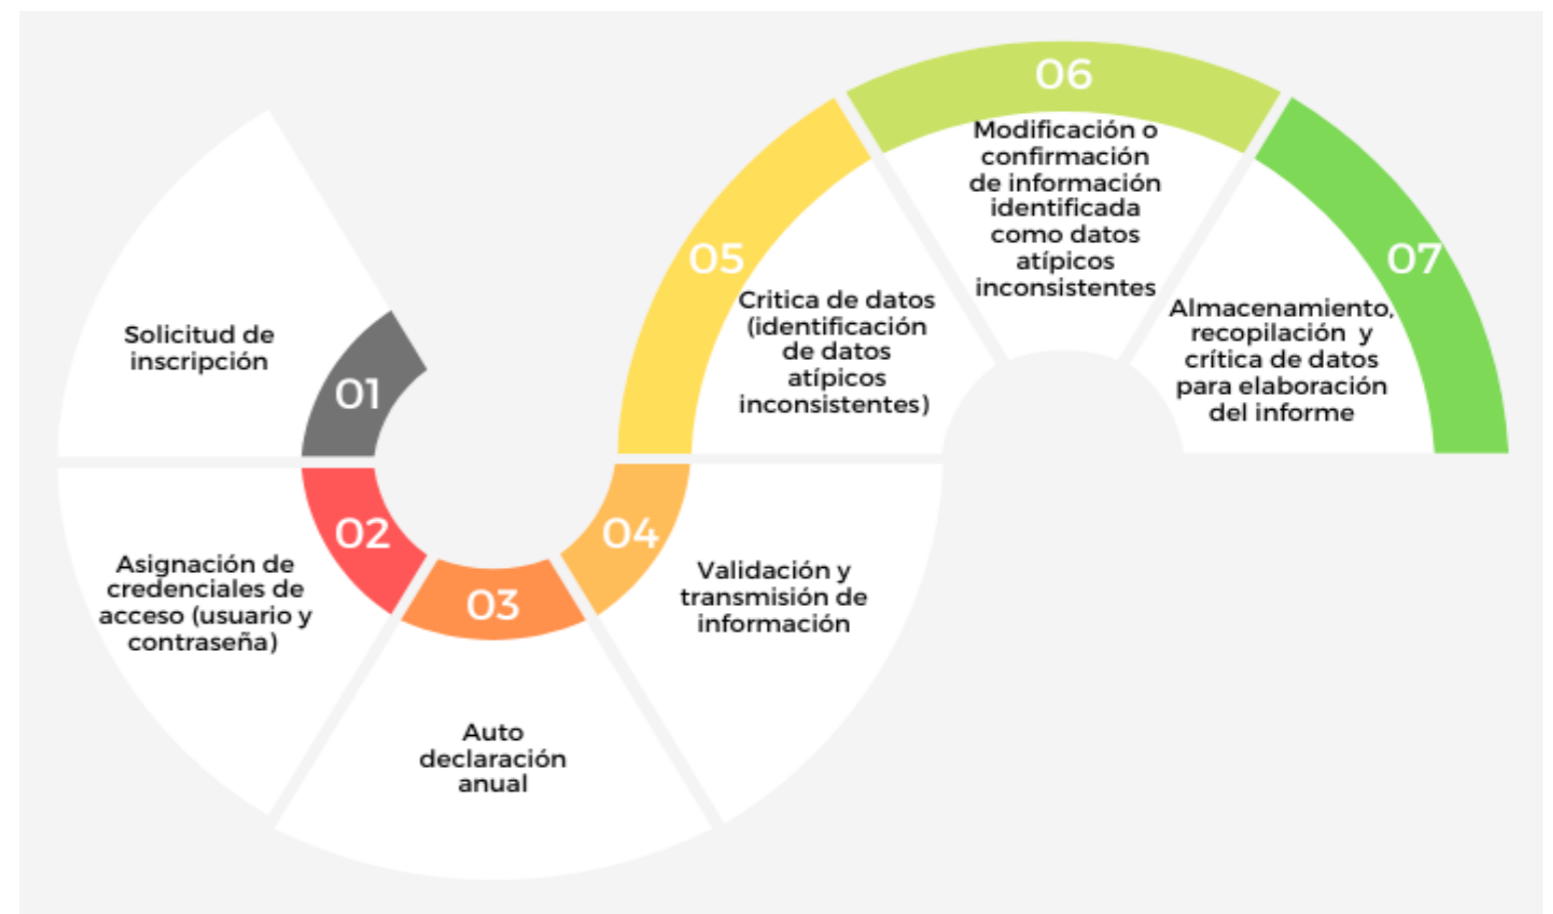 01
Solicitud de
inscripción
02
Asignación de
credenciales de
acceso (usuario y
contraseña)
03
Auto
declaración
anual
04
Validación y
transmisión de
información
05
Critica de datos
(identificación
de datos
atípicos
inconsistentes)
06
Modificación o
confirmación
de información
identificada
como datos
atípicos
inconsistentes
07
Almacenamiento,
recopilación y
crítica de datos
para elaboración
del informe